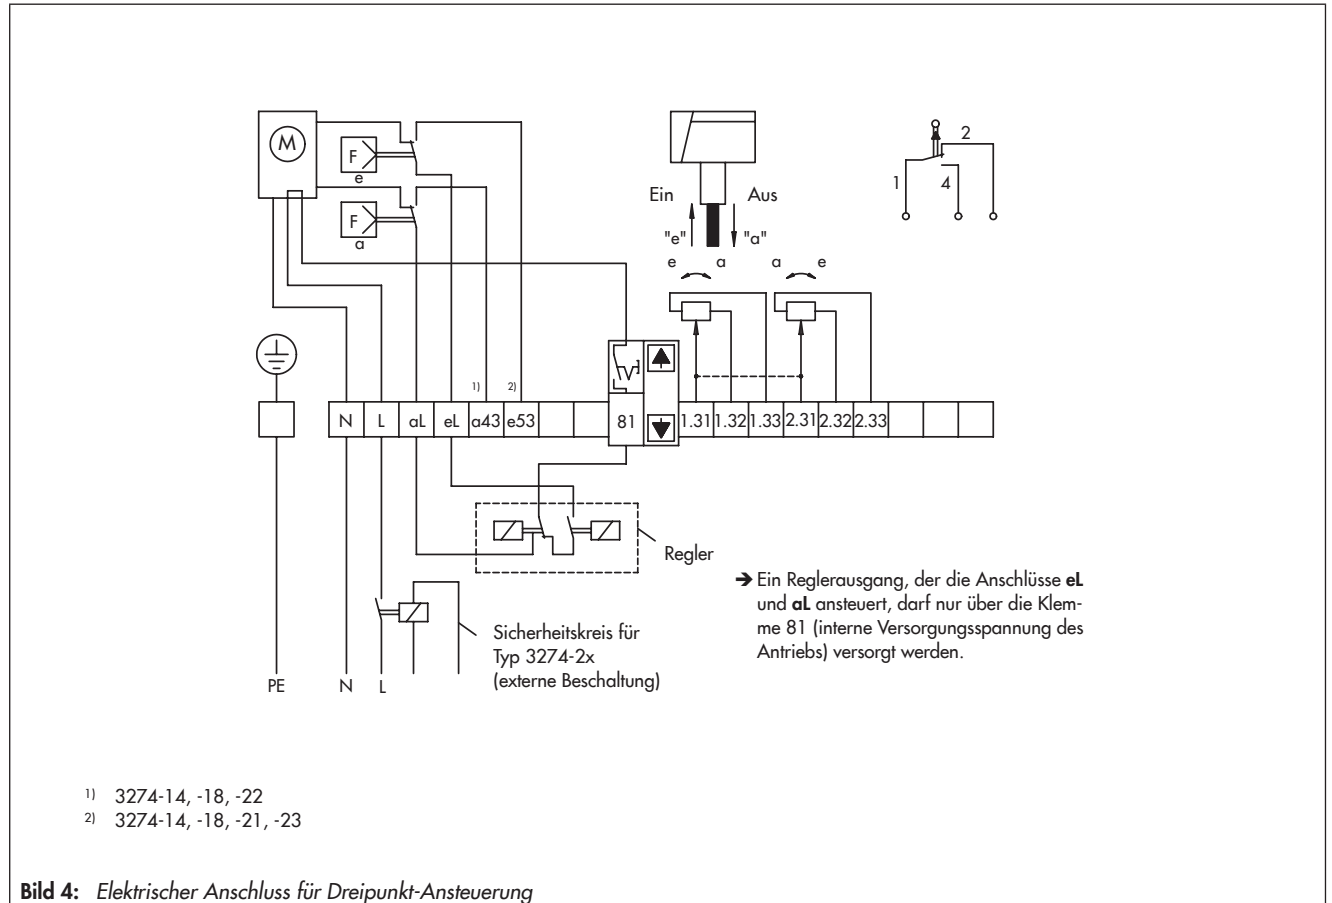 M
F
e
F
a
Ein Aus
"e" "a"
e a a e
2
1 4
1) 2)
N L aL eL a43 e53 81 1.31 1.32 1.33 2.31 2.32 2.33
Regler
➔ Ein Reglerausgang, der die Anschlüsse eL
und aL ansteuert, darf nur über die Klem-
me 81 (interne Versorgungsspannung des
Antriebs) versorgt werden.
Sicherheitskreis für
Typ 3274-2x
(externe Beschaltung)
PE N L
1) 3274-14, -18, -22
2) 3274-14, -18, -21, -23
Bild 4: Elektrischer Anschluss für Dreipunkt-Ansteuerung